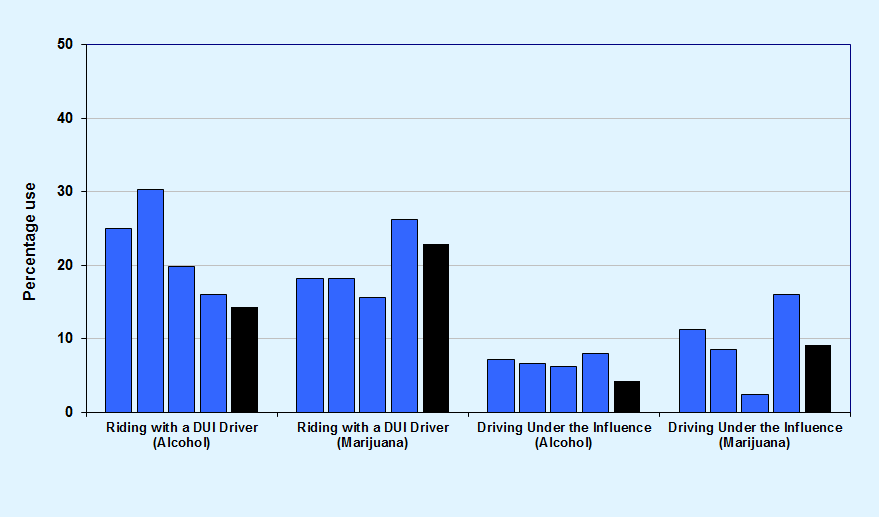 50
40
30
20
10
0
Percentage use
Riding with a DUI Driver
(Alcohol)
Riding with a DUI Driver
(Marijuana)
Driving Under the Influence
(Alcohol)
Driving Under the Influence
(Marijuana)